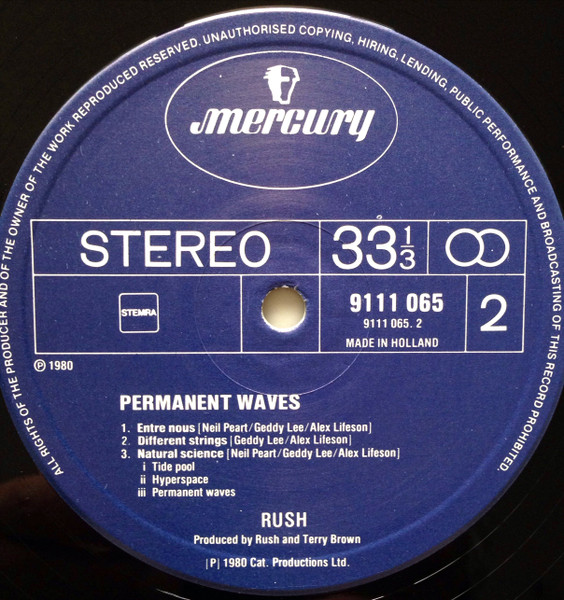 ALL RIGHTS OF THE PRODUCER AND OF THE OWNER OF THE WORK REPRODUCED RESERVED. UNAUTHORISED COPYING, HIRING, LENDING, PUBLIC PERFORMANCE AND BROADCASTING OF THIS RECORD PROHIBITED.
mercury
STEREO 33 1/3
STEMRA
9111 065
9111 065. 2
MADE IN HOLLAND
2
Ⓟ 1980
PERMANENT WAVES
1. Entre nous [Neil Peart/Geddy Lee/Alex Lifeson]
2. Different strings [Geddy Lee/Alex Lifeson]
3. Natural science [Neil Peart/Geddy Lee/Alex Lifeson]
i Tide pool
ii Hyperspace
iii Permanent waves
RUSH
Produced by Rush and Terry Brown
|P| 1980 Cat. Productions Ltd.